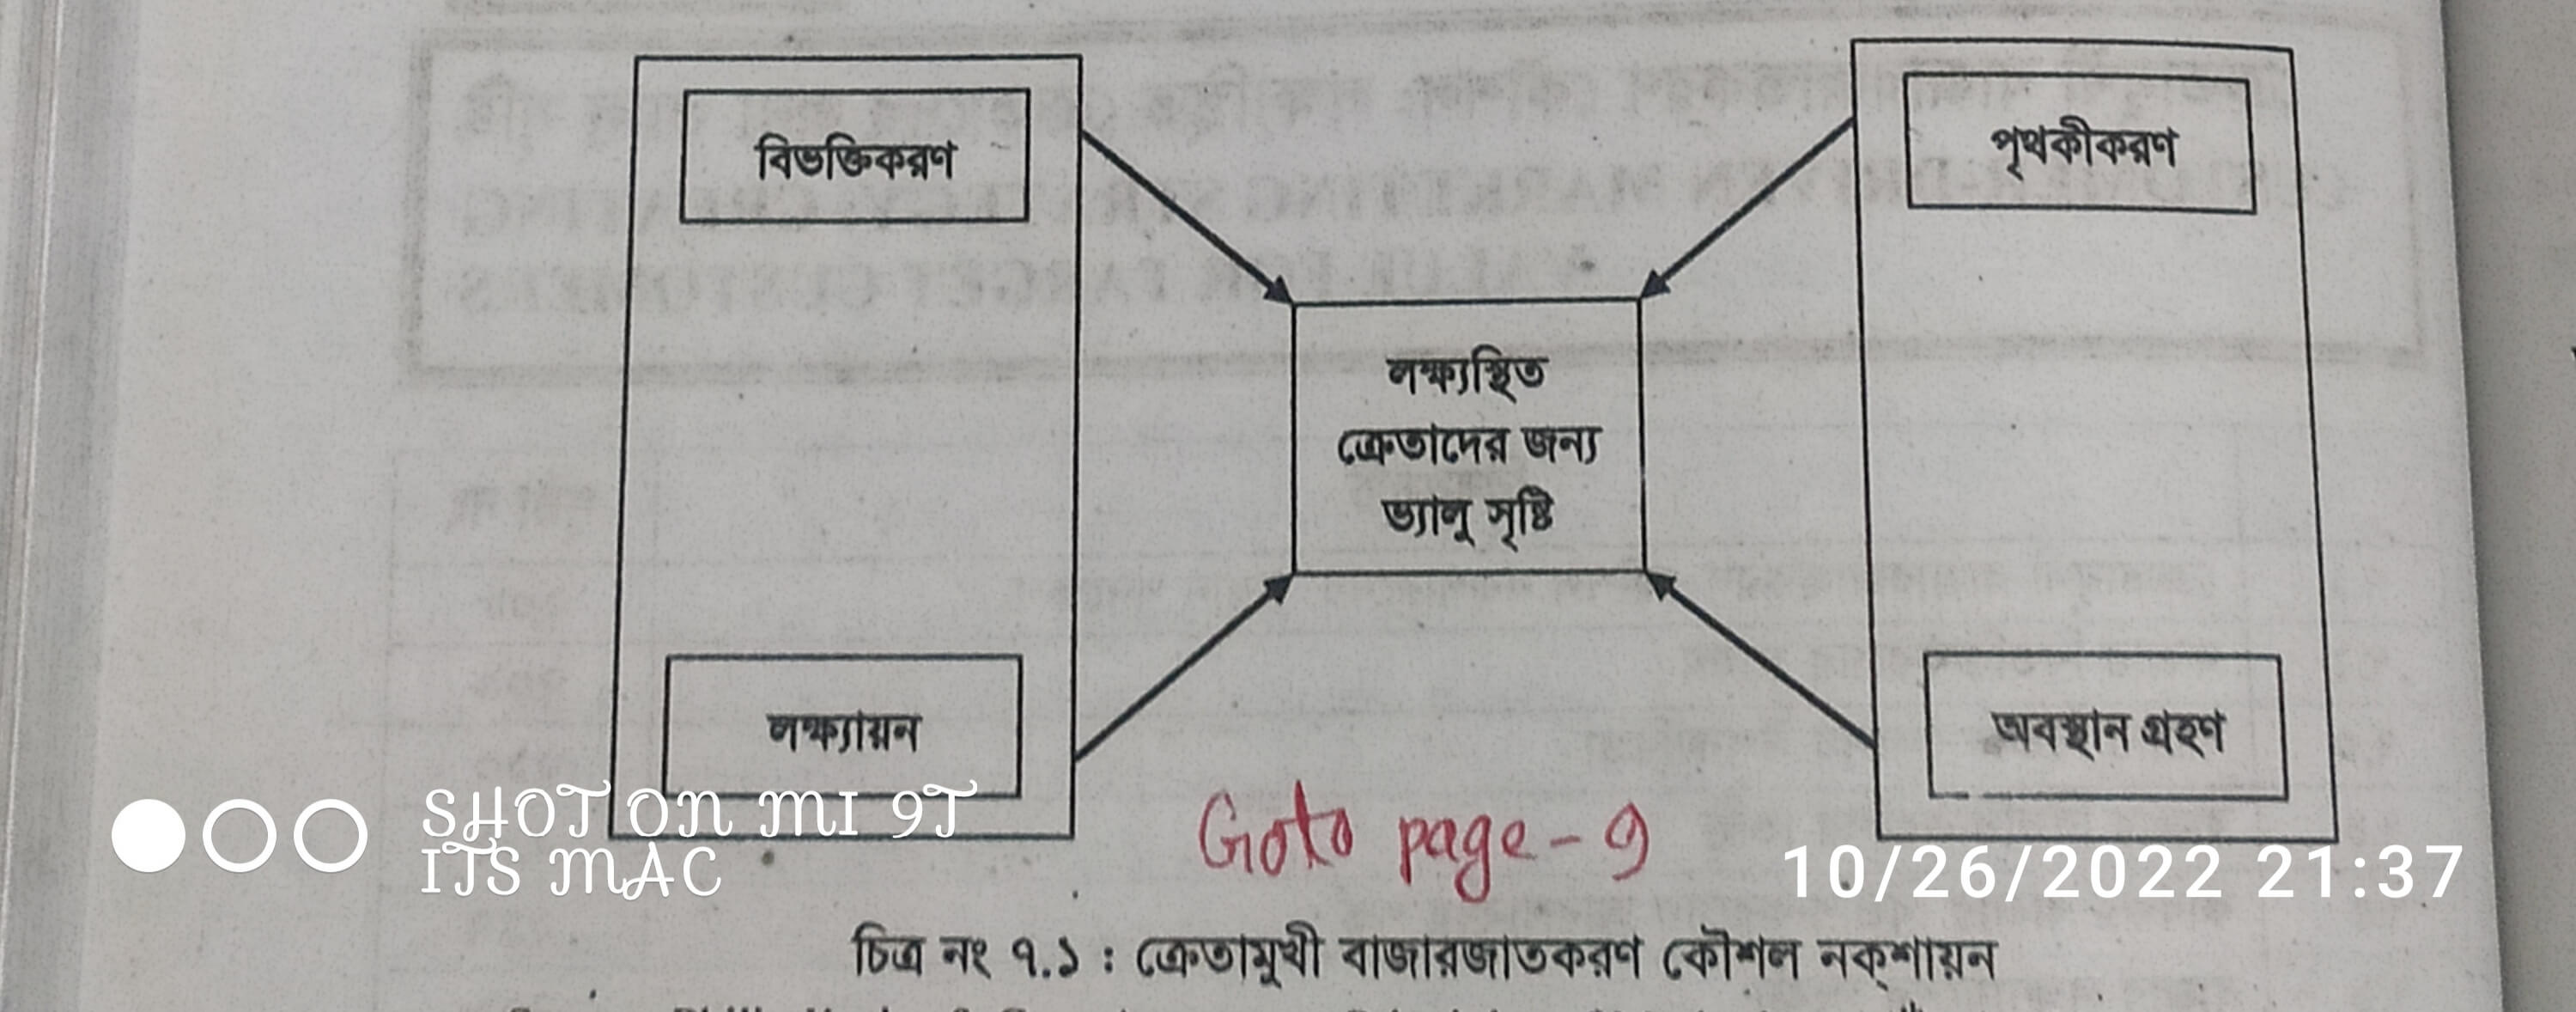 বিভক্তিকরণ
পৃথকীকরণ
লক্ষ্যস্থিত
ক্রেতাদের জন্য
ভ্যালু সৃষ্টি
লক্ষ্যায়ন
অবস্থান গ্রহণ
SHOT ON MI 9T
ITS MAC
Goto page-9
10/26/2022 21:37
চিত্র নং ৭.১ : ক্রেতামুখী বাজারজাতকরণ কৌশল নক্শায়ন